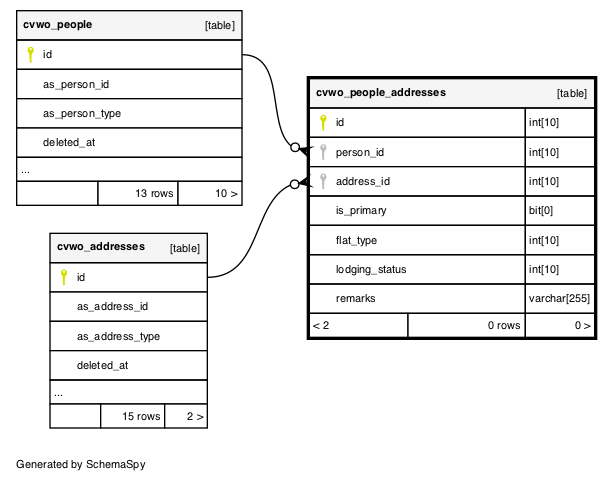 cvwo_people [table]
id
as_person_id
as_person_type
deleted_at
...
13 rows 10 >
cvwo_people_addresses [table]
id int[10]
person_id int[10]
address_id int[10]
is_primary bit[0]
flat_type int[10]
lodging_status int[10]
remarks varchar[255]
< 2 0 rows 0 >
cvwo_addresses [table]
id
as_address_id
as_address_type
deleted_at
...
15 rows 2 >
Generated by SchemaSpy